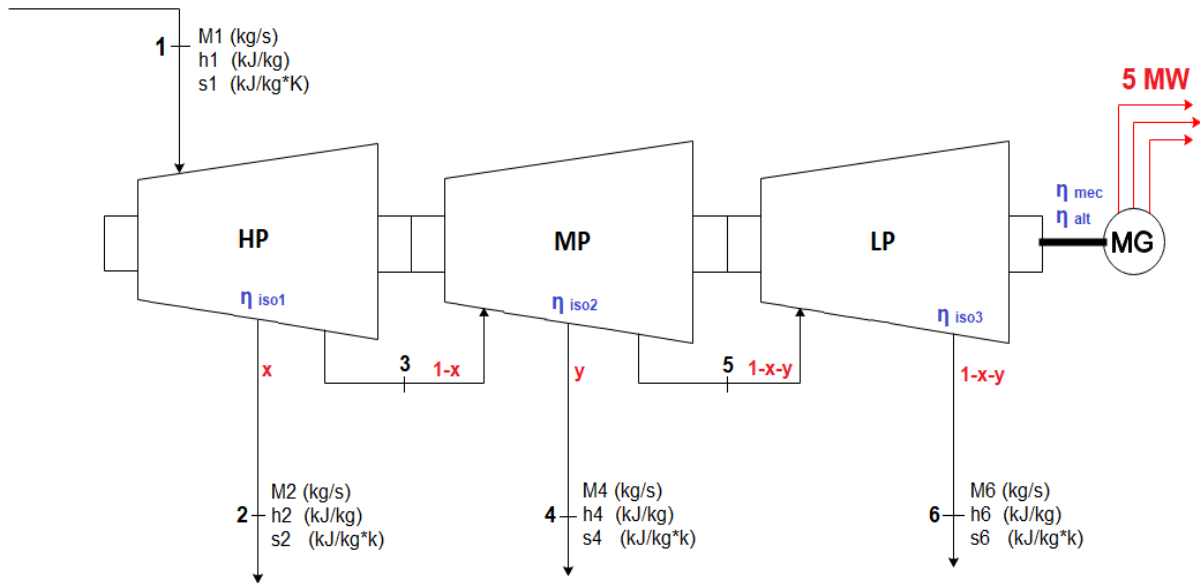 1
M1 (kg/s)
h1 (kJ/kg)
s1 (kJ/kg*K)
5 MW
HP
MP
LP
η mec
η alt
MG
η iso1
η iso2
η iso3
x
3
1-x
y
5
1-x-y
1-x-y
2
M2 (kg/s)
h2 (kJ/kg)
s2 (kJ/kg*k)
4
M4 (kg/s)
h4 (kJ/kg)
s4 (kJ/kg*k)
6
M6 (kg/s)
h6 (kJ/kg)
s6 (kJ/kg*k)